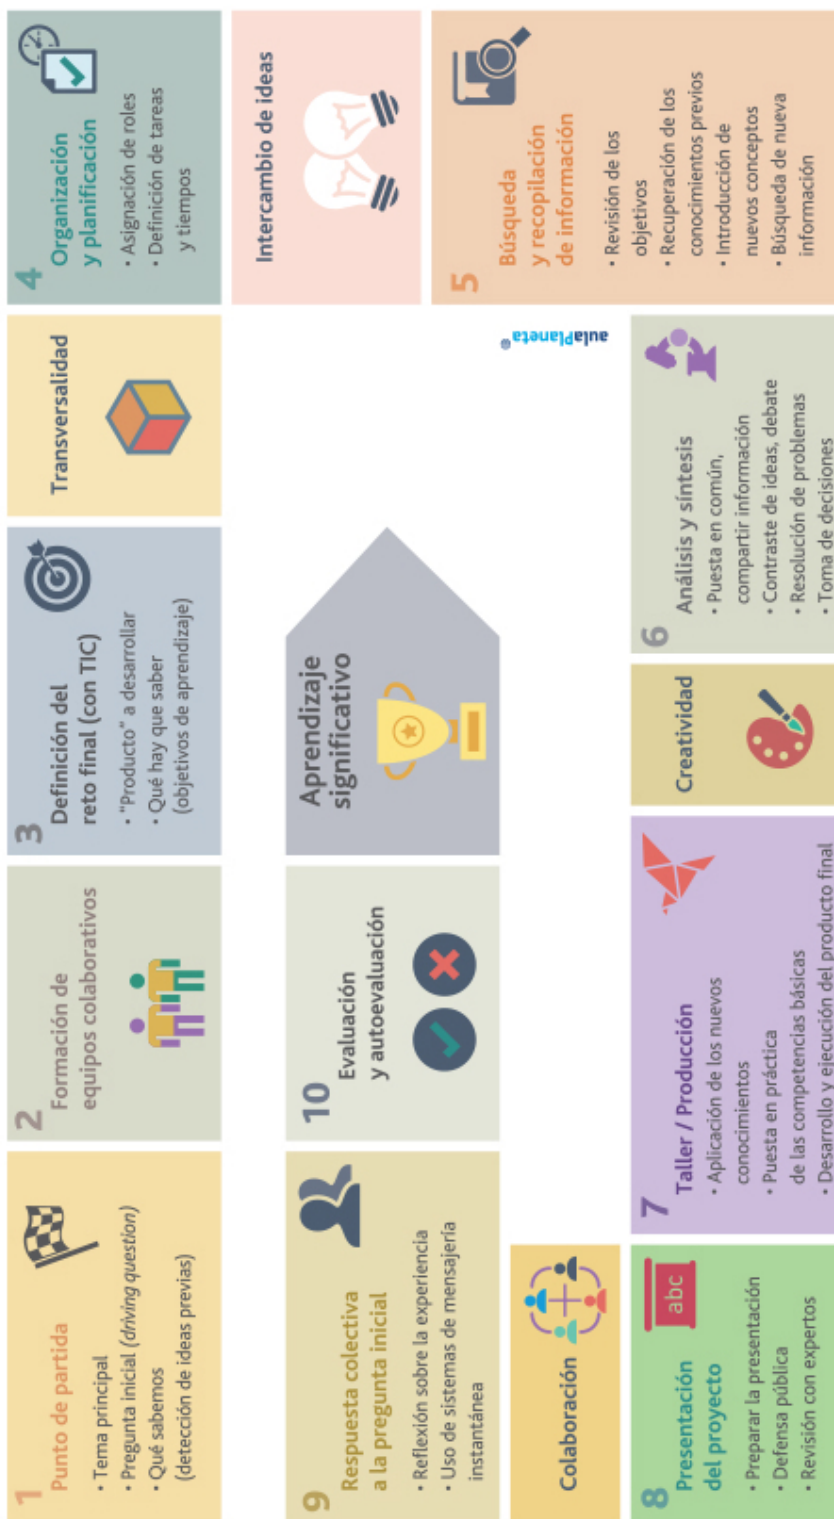 1
Punto de partida
• Tema principal
• Pregunta inicial (driving question)
• Qué sabemos
(detección de ideas previas)
2
Formación de
equipos colaborativos
3
Definición del
reto final (con TIC)
• "Producto" a desarrollar
• Qué hay que saber
(objetivos de aprendizaje)
Transversalidad
4
Organización
y planificación
• Asignación de roles
• Definición de tareas
y tiempos
Intercambio de ideas
5
Búsqueda
y recopilación
de información
• Revisión de los
objetivos
• Recuperación de los
conocimientos previos
• Introducción de
nuevos conceptos
• Búsqueda de nueva
información
aulaPlaneta
6
Análisis y síntesis
• Puesta en común,
compartir información
• Contraste de ideas, debate
• Resolución de problemas
• Toma de decisiones
Creatividad
7
Taller / Producción
• Aplicación de los nuevos
conocimientos
• Puesta en práctica
de las competencias básicas
• Desarrollo y ejecución del producto final
8
Presentación
del proyecto
abc
• Preparar la presentación
• Defensa pública
• Revisión con expertos
Colaboración
9
Respuesta colectiva
a la pregunta inicial
• Reflexión sobre la experiencia
• Uso de sistemas de mensajería
instantánea
10
Evaluación
y autoevaluación
Aprendizaje
significativo